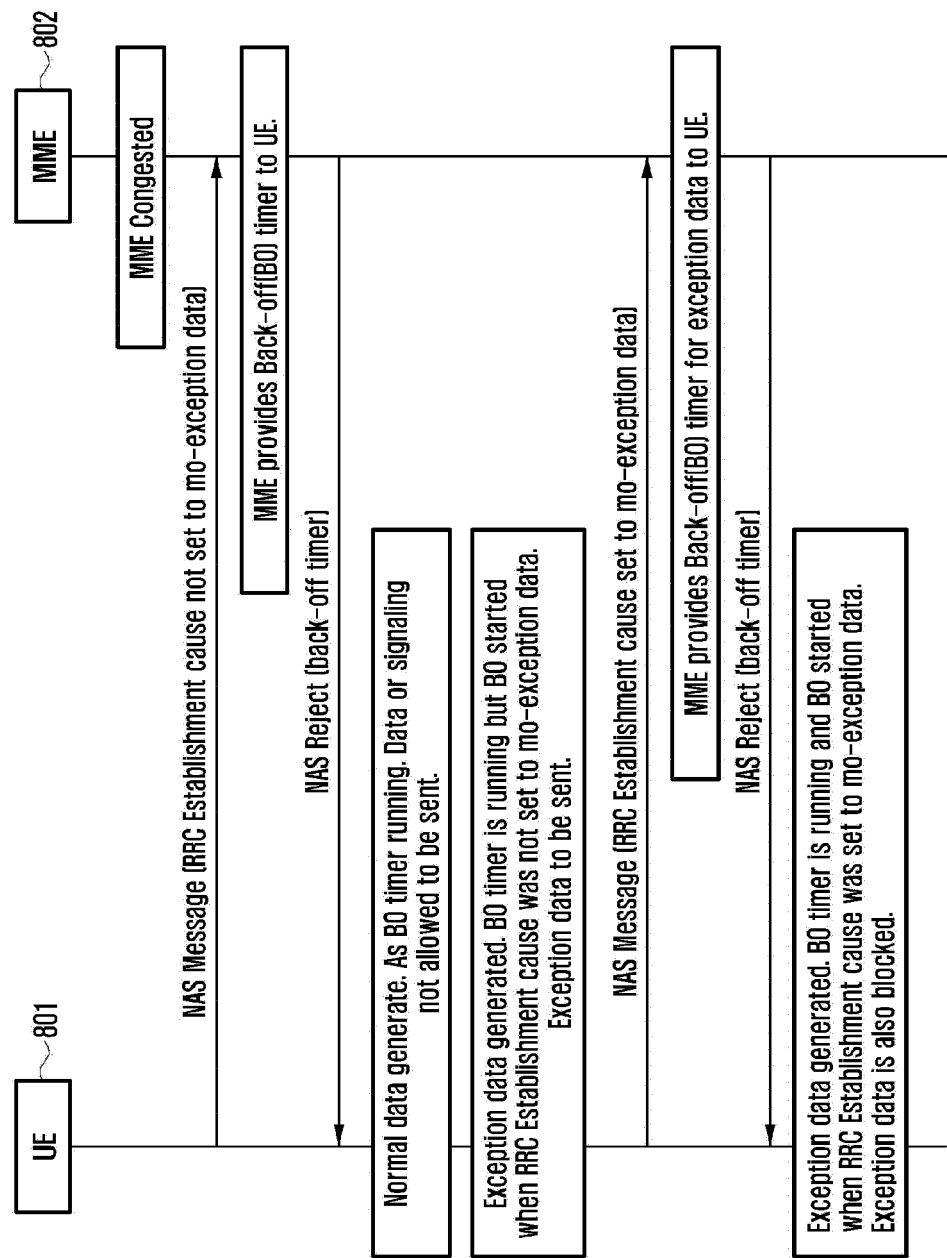 UE
801
MME
802
MME Congested
NAS Message (RRC Establishment cause not set to mo-exception data)
MME provides Back-off(BO) timer to UE.
NAS Reject (back-off timer)
Normal data generate. As BO timer running. Data or signaling
not allowed to be sent.
Exception data generated. BO timer is running but BO started
when RRC Establishment cause was not set to mo-exception data.
Exception data to be sent.
NAS Message (RRC Establishment cause set to mo-exception data)
MME provides Back-off(BO) timer for exception data to UE.
NAS Reject (back-off timer)
Exception data generated. BO timer is running and BO started
when RRC Establishment cause was set to mo-exception data.
Exception data is also blocked.